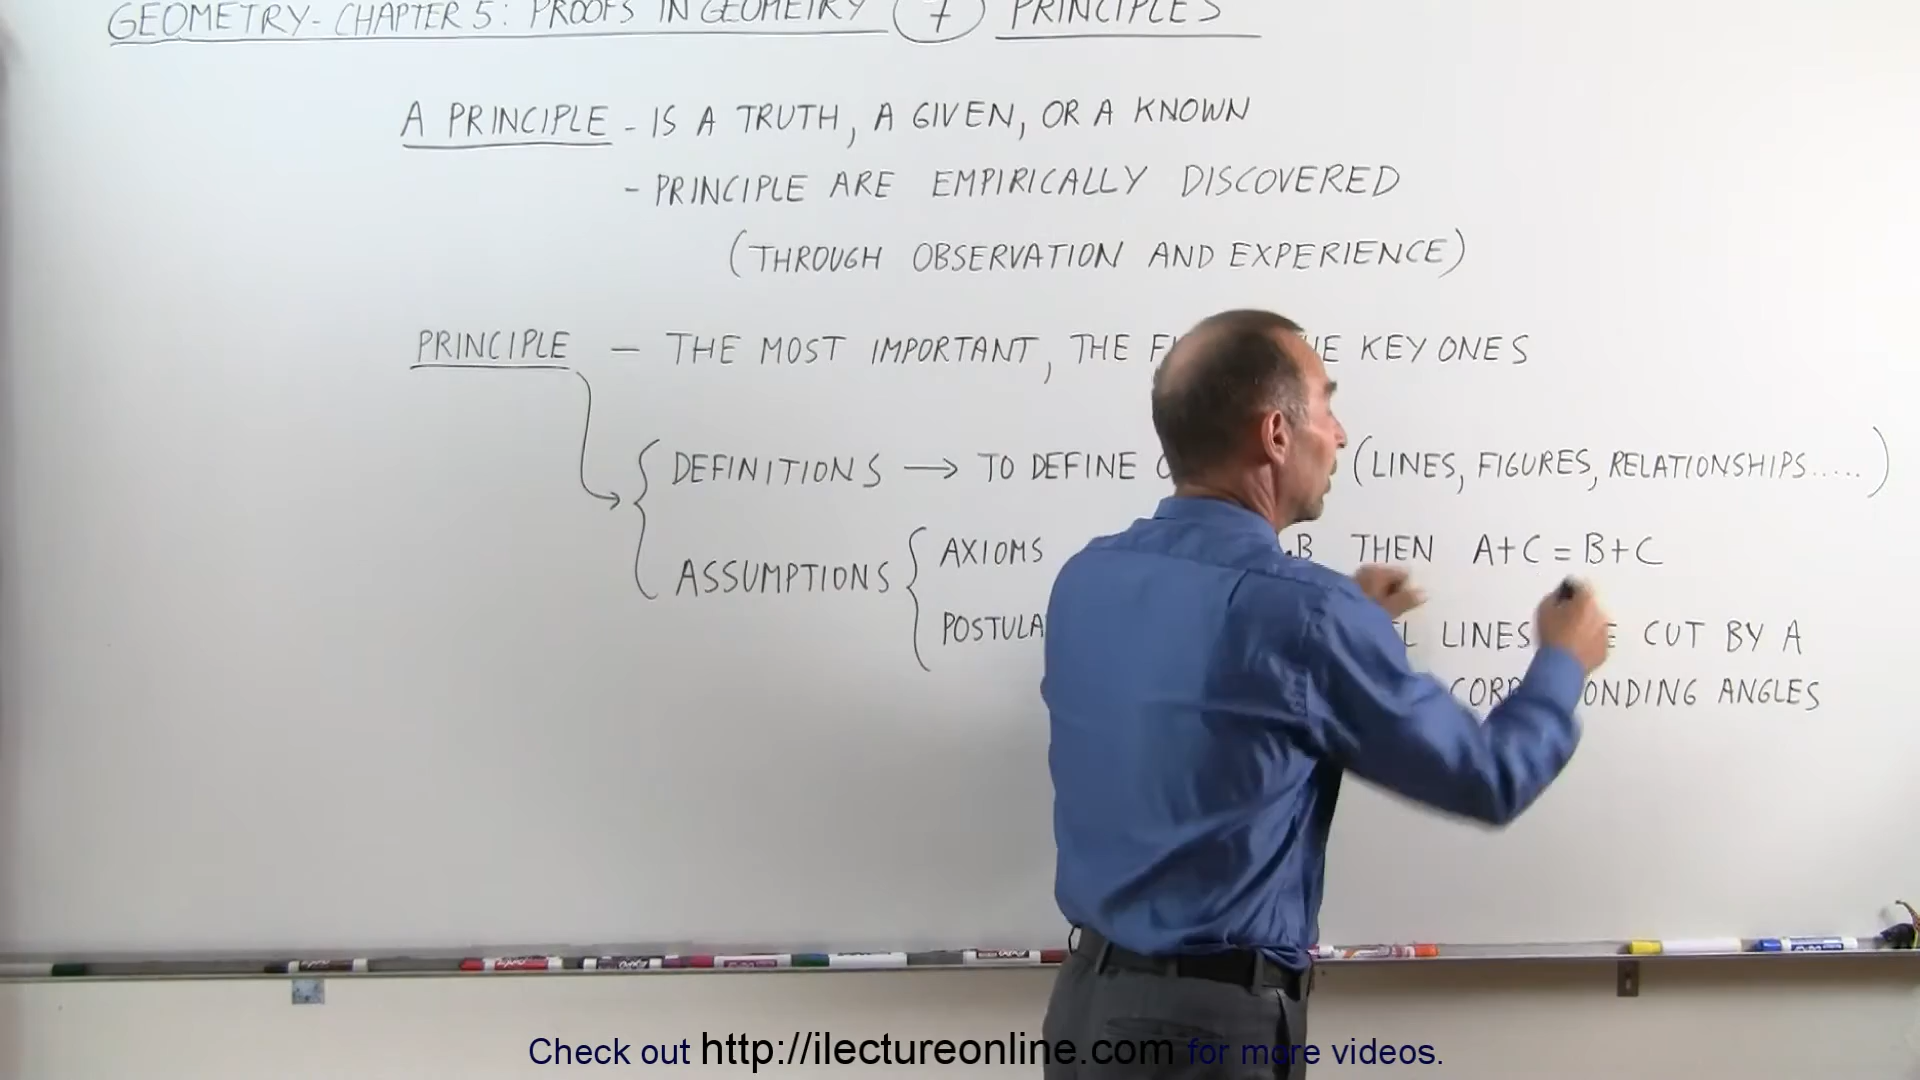 GEOMETRY - CHAPTER 5: PROOFS IN GEOMETRY 7 PRINCIPLES
A PRINCIPLE - IS A TRUTH, A GIVEN, OR A KNOWN
- PRINCIPLE ARE EMPIRICALLY DISCOVERED
(THROUGH OBSERVATION AND EXPERIENCE)
PRINCIPLE - THE MOST IMPORTANT, THE KEY ONES
DEFINITIONS → TO DEFINE (LINES, FIGURES, RELATIONSHIPS.....)
AXIOMS B THEN A+C = B+C
ASSUMPTIONS
LINES CUT BY A
ANGLES
Check out http://ilectureonline.com for more videos.